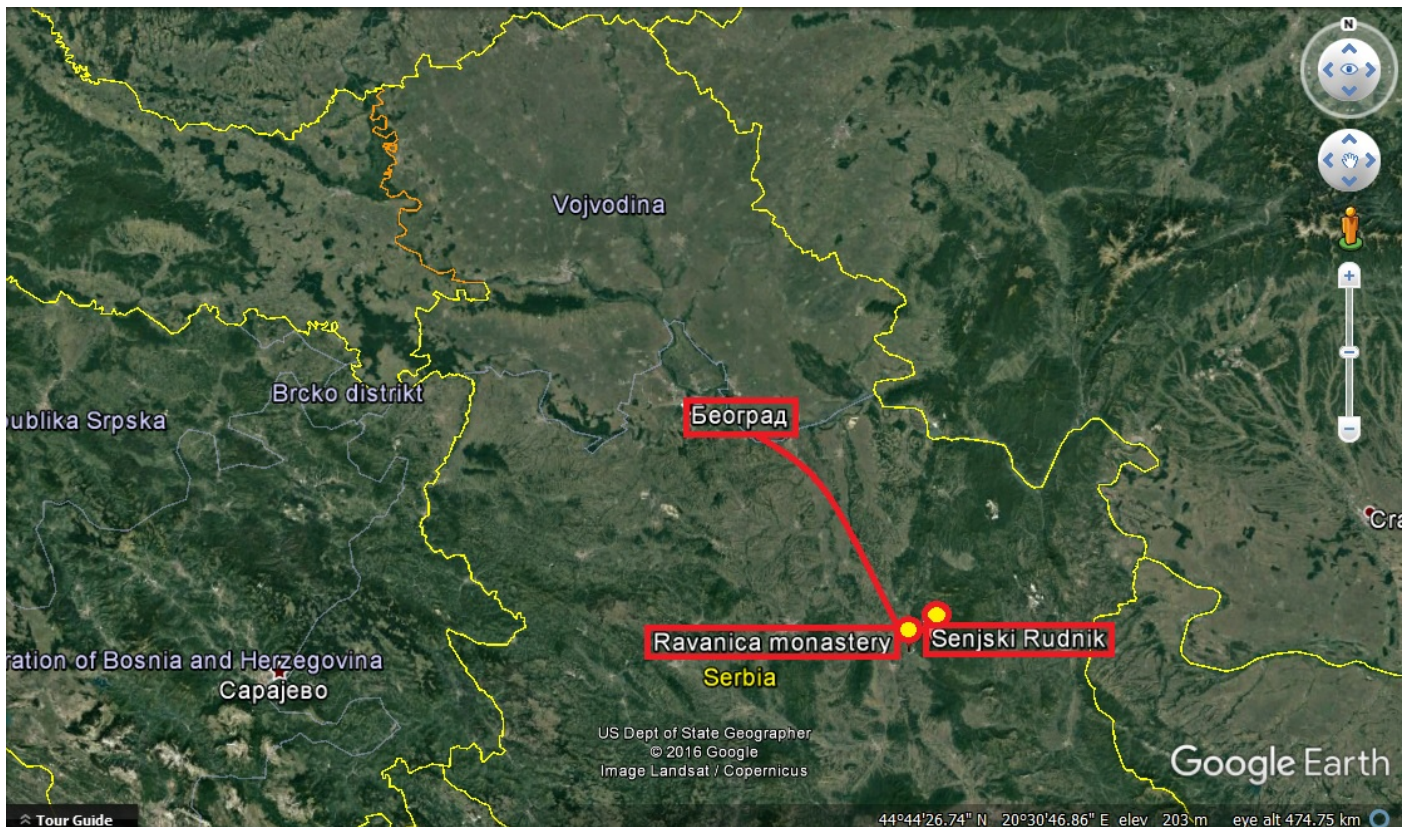 N
Vojvodina
Brcko distrikt
publika Srpska
Београд
Cra
Ravanica monastery
Senjski Rudnik
ration of Bosnia and Herzegovina
Serbia
Сарајево
US Dept of State Geographer
© 2016 Google
Image Landsat / Copernicus
Google Earth
Tour Guide
44°44'26.74" N 20°30'46.86" E elev 203 m eye alt 474.75 km